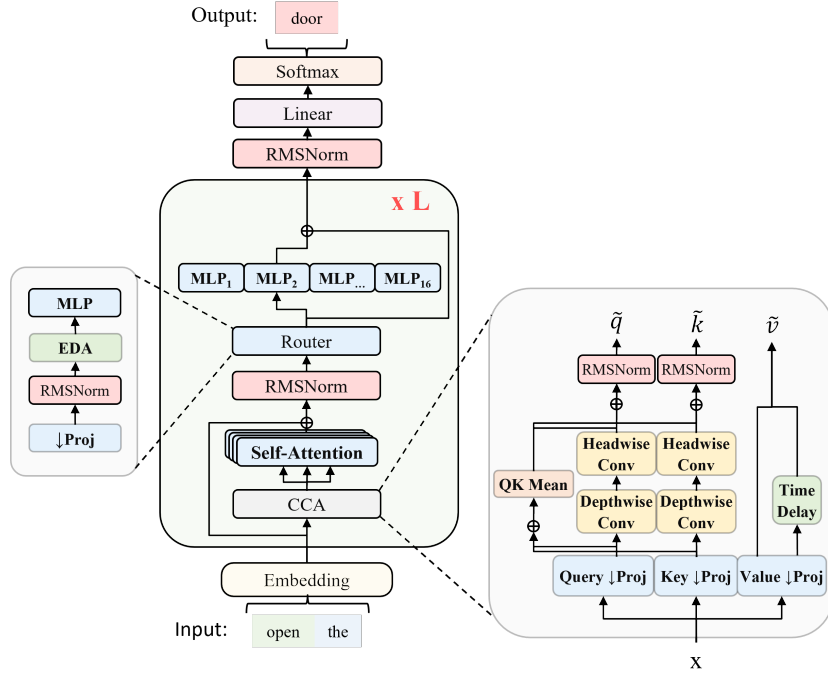 Output: door
Softmax
Linear
RMSNorm
x L
MLP₁ MLP₂ MLP... MLP₁₆
Router
RMSNorm
Self-Attention
CCA
Embedding
Input: open the
MLP
EDA
RMSNorm
↓Proj
q̃ k̃ ṽ
RMSNorm RMSNorm
Headwise Conv Headwise Conv
QK Mean
Time Delay
Depthwise Conv Depthwise Conv
Query ↓Proj Key ↓Proj Value ↓Proj
x